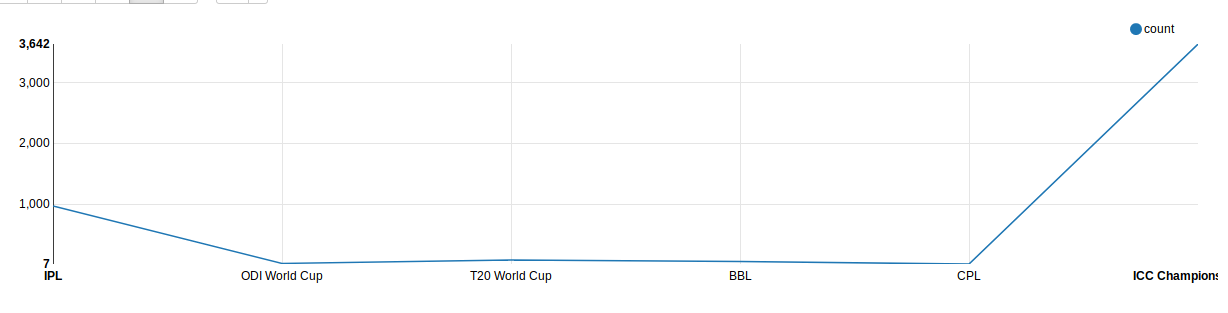 count
3,642
3,000
2,000
1,000
7
IPL ODI World Cup T20 World Cup BBL CPL ICC Champions